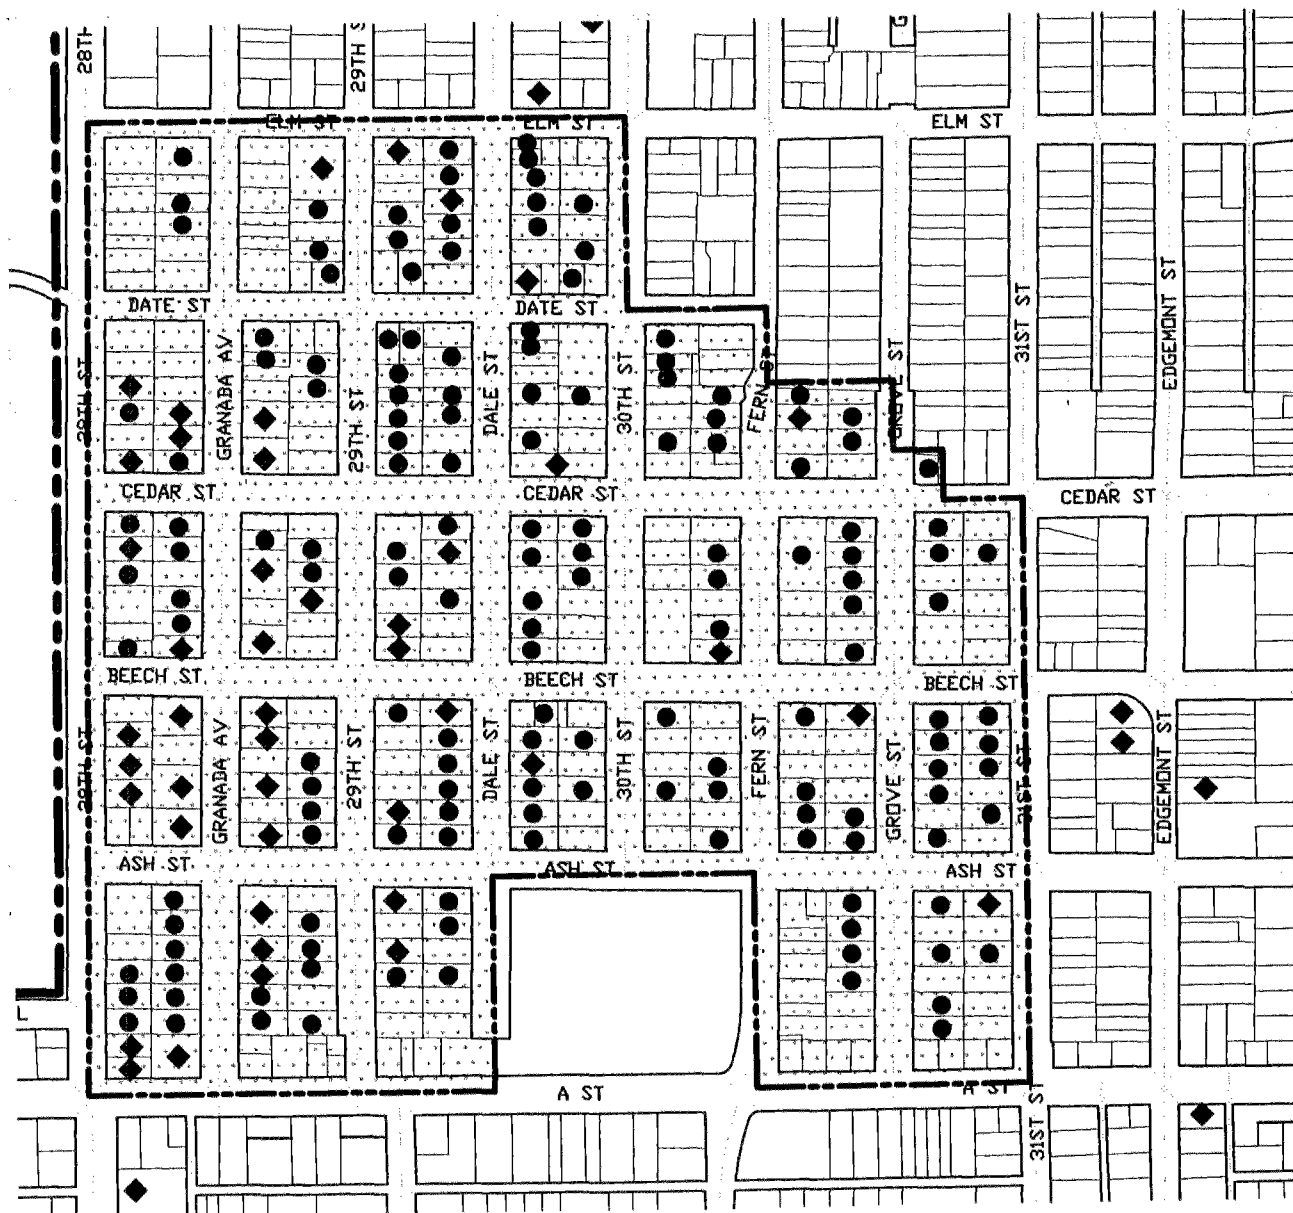 28TH
29TH S
G
ELM ST
ELM ST
ELM ST
DATE ST
DATE ST
28TH ST
GRANADA AV
29TH ST
DALE ST
30TH ST
FERN ST
GROVE ST
31ST ST
EDGEMONT ST
CEDAR ST
CEDAR ST
CEDAR ST
BEECH ST
BEECH ST
BEECH ST
28TH ST
GRANADA AV
29TH ST
DALE ST
30TH ST
FERN ST
GROVE ST
31ST ST
EDGEMONT ST
ASH ST
ASH ST
ASH ST
L
A ST
A ST
31ST ST